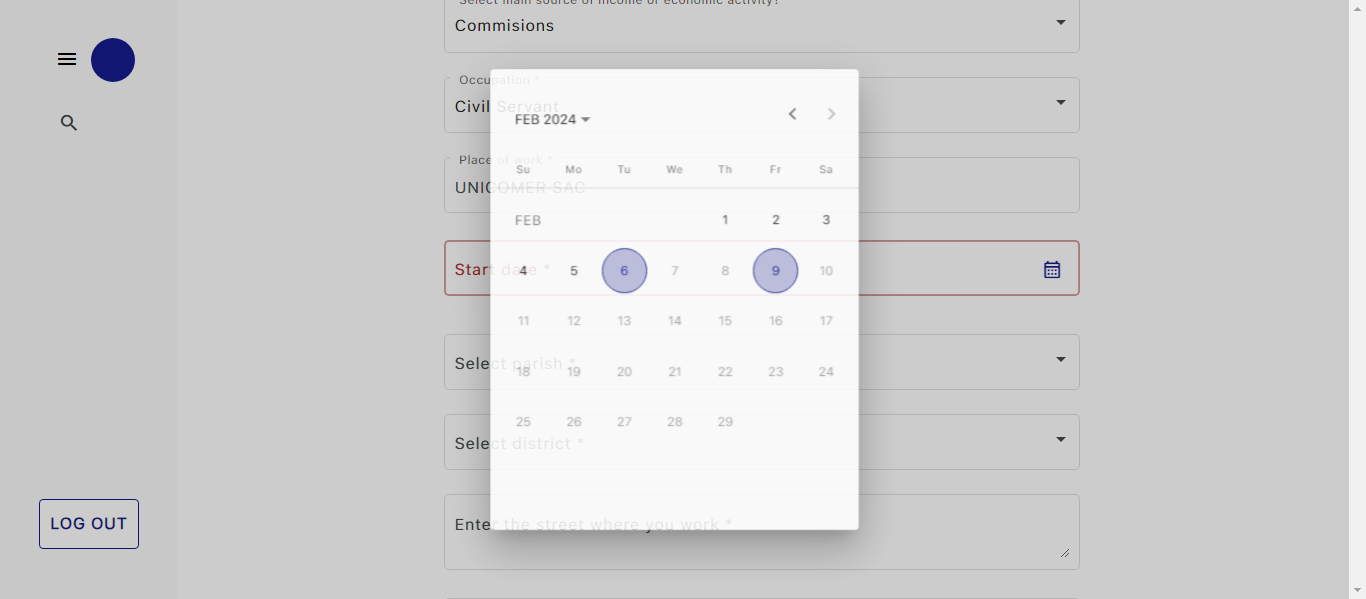 Select main source of income or economic activity?
Commisions
Occupation *
Civil Servant
Place of work *
UNICOMER SAC
FEB 2024
Su Mo Tu We Th Fr Sa
FEB 1 2 3
4 5 6 7 8 9 10
11 12 13 14 15 16 17
18 19 20 21 22 23 24
25 26 27 28 29
Start date *
Select parish *
Select district *
Enter the street where you work *
LOG OUT